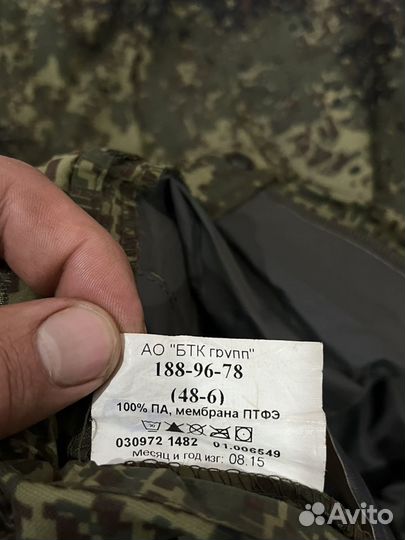 АО "БТК групп"
188-96-78
(48-6)
100% ПА, мембрана ПТФЭ
30
030972 1482 01.006549
Месяц и год изг: 08.15
Avito